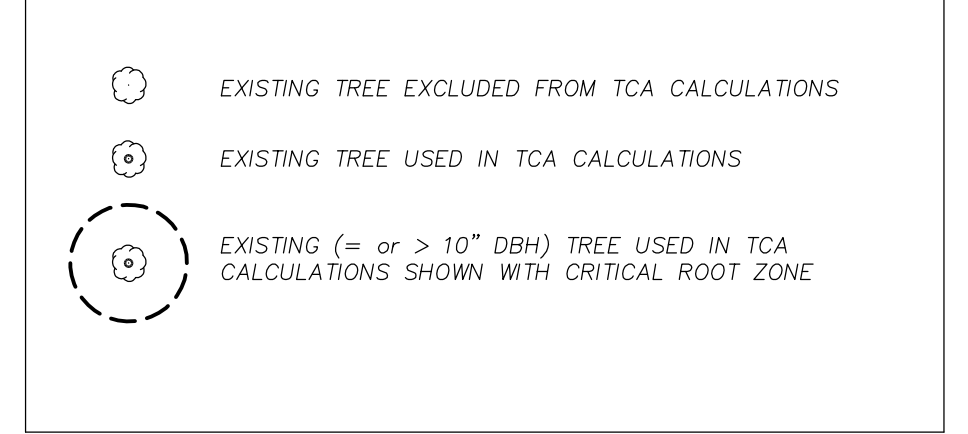 EXISTING TREE EXCLUDED FROM TCA CALCULATIONS
EXISTING TREE USED IN TCA CALCULATIONS
EXISTING (= or > 10" DBH) TREE USED IN TCA
CALCULATIONS SHOWN WITH CRITICAL ROOT ZONE